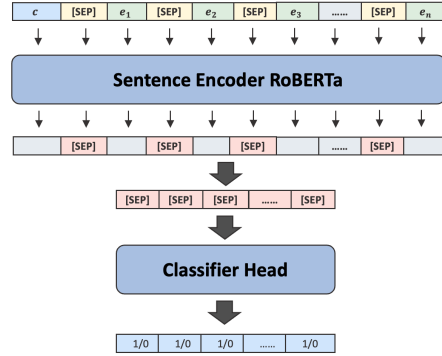 c [SEP] e₁ [SEP] e₂ [SEP] e₃ ...... [SEP] eₙ
Sentence Encoder RoBERTa
[SEP] [SEP] [SEP] ...... [SEP]
[SEP] [SEP] [SEP] ...... [SEP]
Classifier Head
1/0 1/0 1/0 ...... 1/0